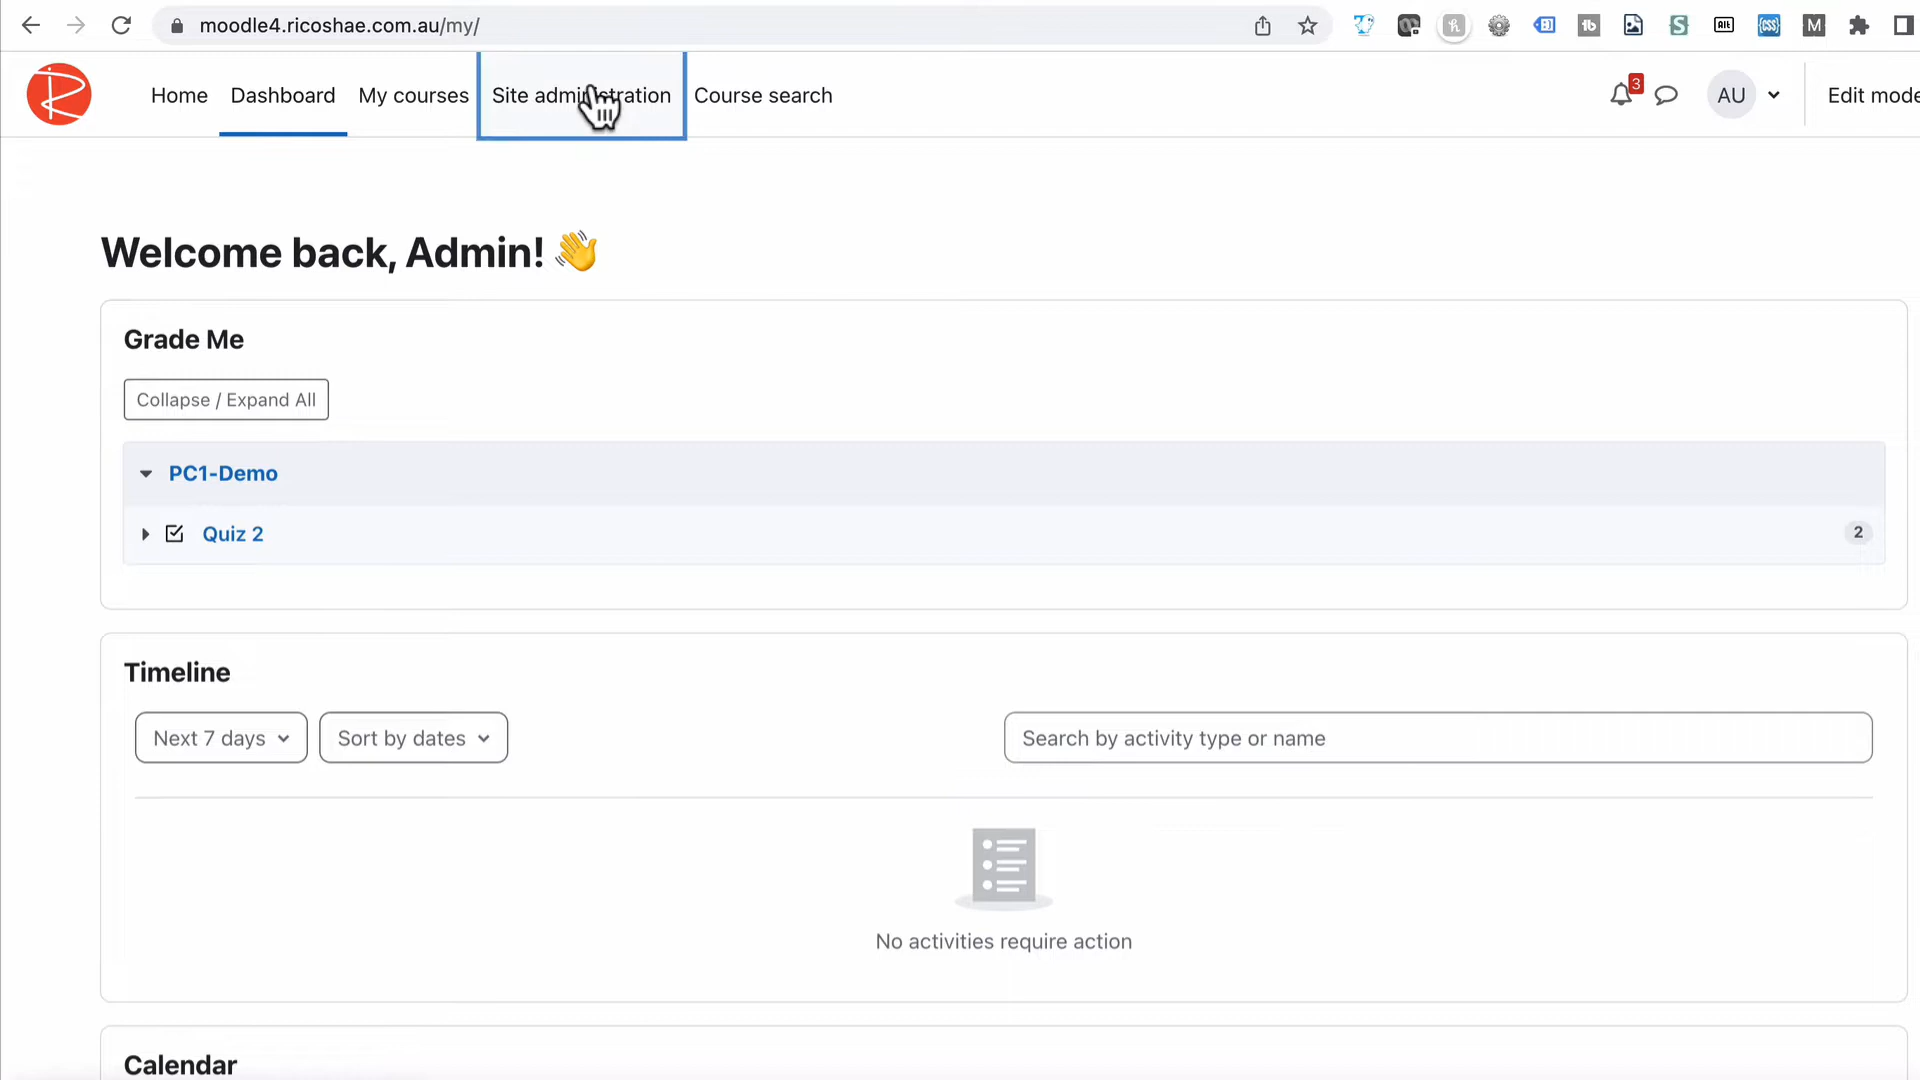 moodle4.ricoshae.com.au/my/
Home Dashboard My courses Site administration Course search
3
AU
Edit mode
Welcome back, Admin! 👋
Grade Me
Collapse / Expand All
PC1-Demo
Quiz 2
2
Timeline
Next 7 days
Sort by dates
Search by activity type or name
No activities require action
Calendar